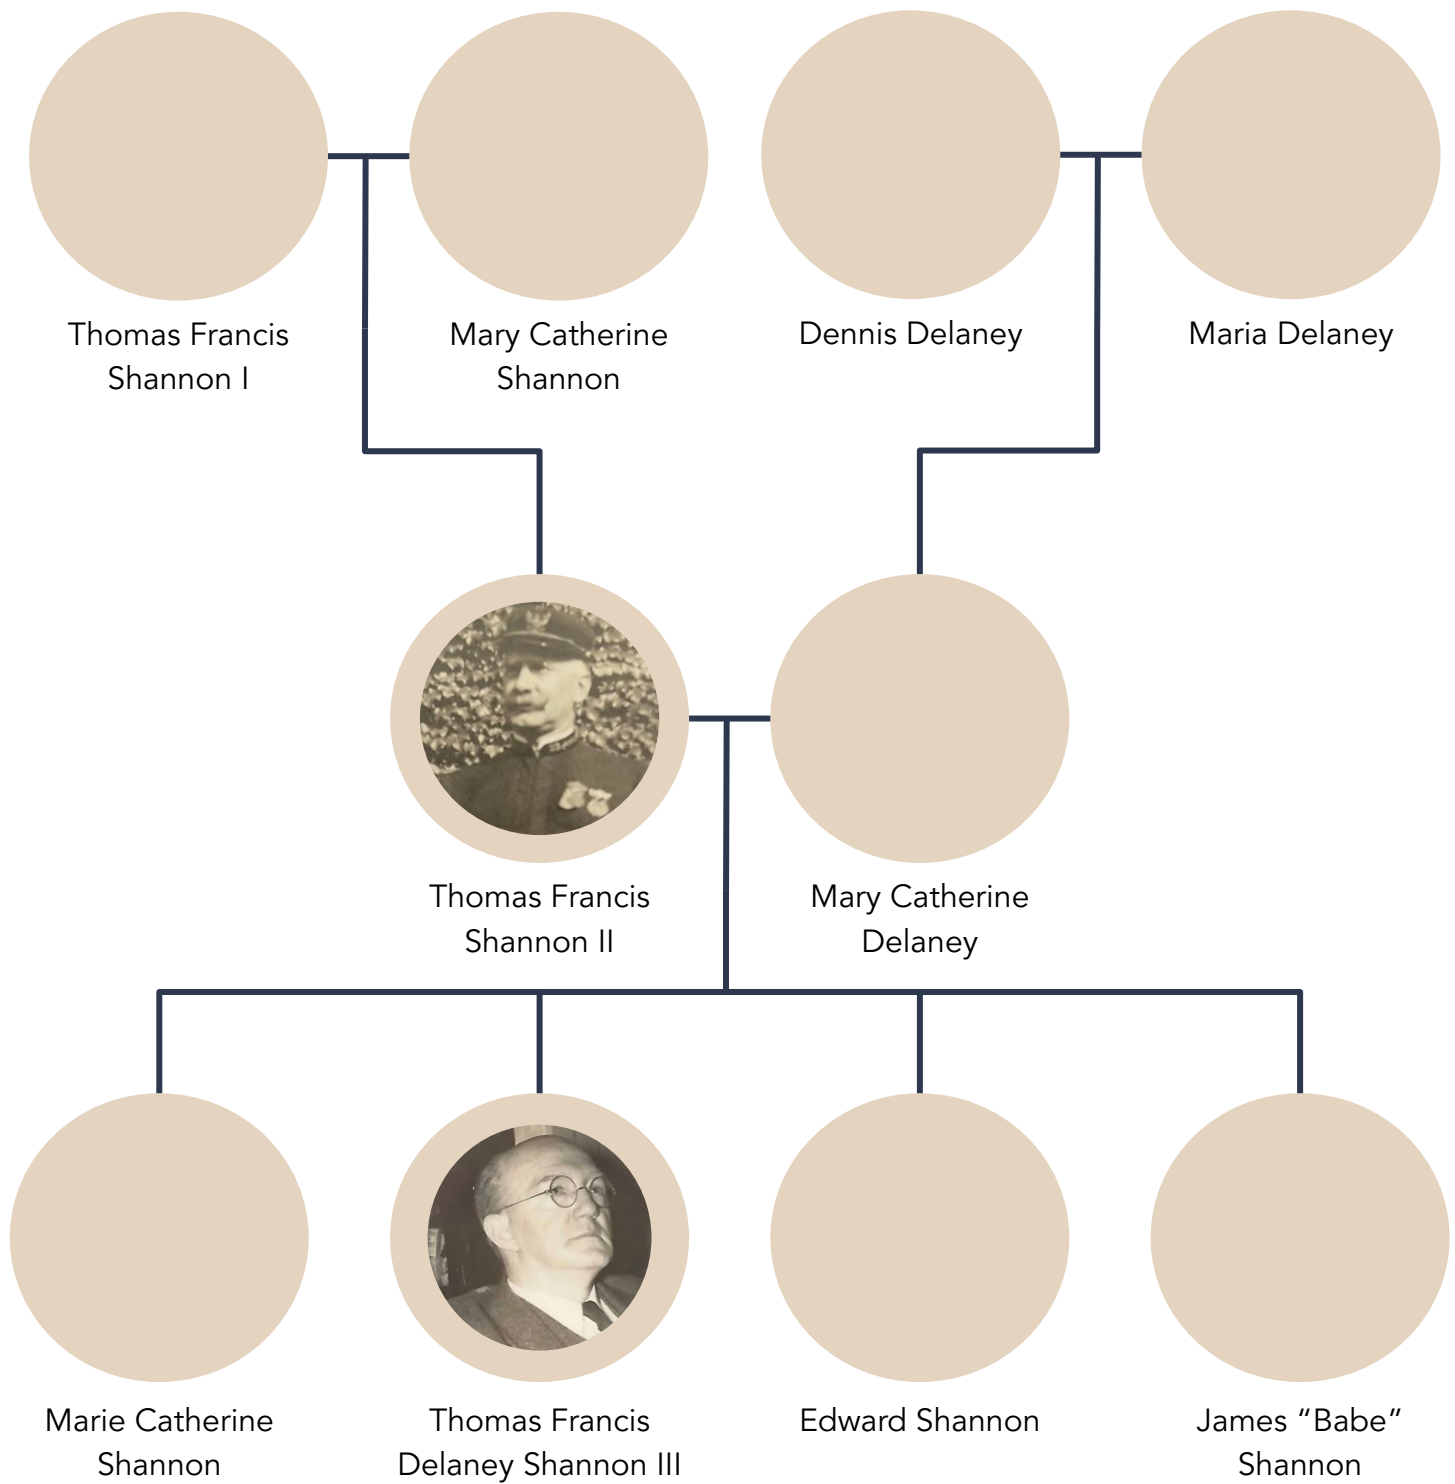 Thomas Francis
Shannon I
Mary Catherine
Shannon
Dennis Delaney
Maria Delaney
Thomas Francis
Shannon II
Mary Catherine
Delaney
Marie Catherine
Shannon
Thomas Francis
Delaney Shannon III
Edward Shannon
James “Babe”
Shannon